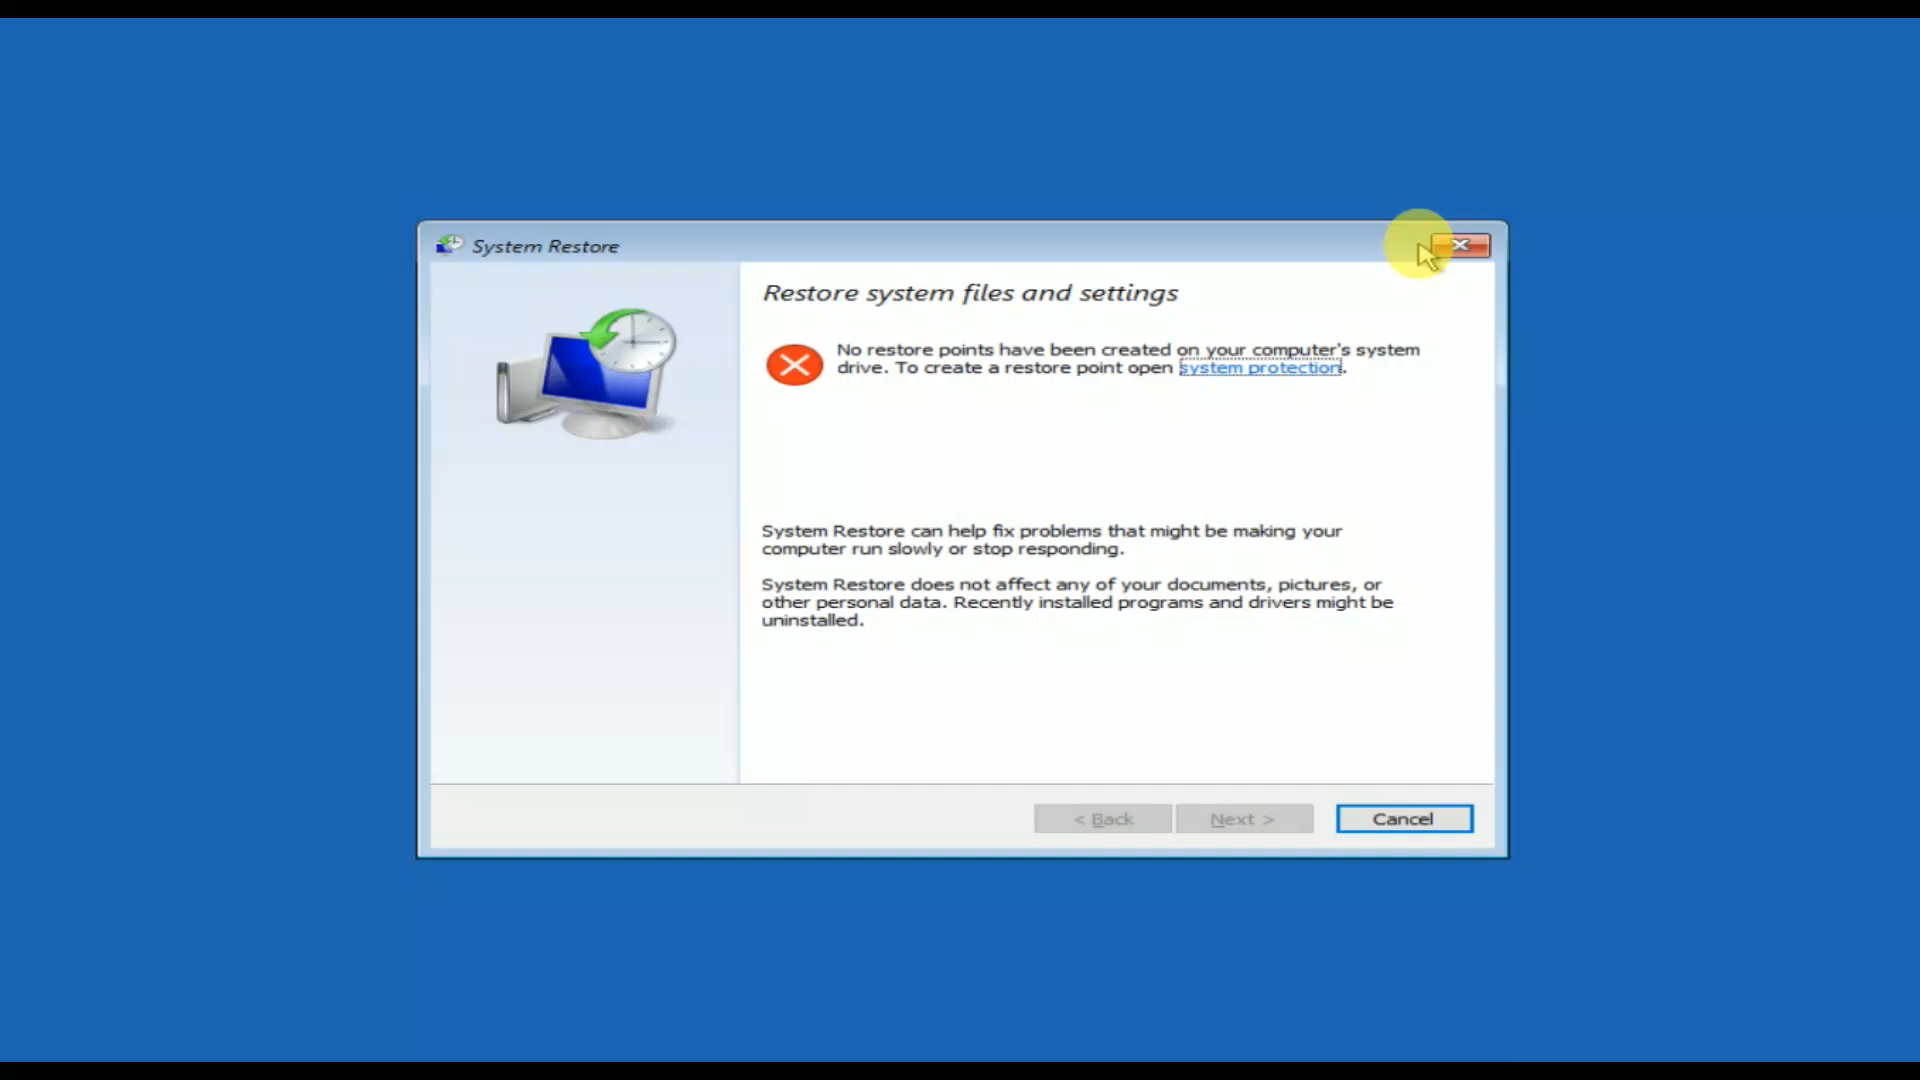 System Restore
Restore system files and settings
No restore points have been created on your computer's system
drive. To create a restore point open system protection.
System Restore can help fix problems that might be making your
computer run slowly or stop responding.
System Restore does not affect any of your documents, pictures, or
other personal data. Recently installed programs and drivers might be
uninstalled.
< Back Next > Cancel